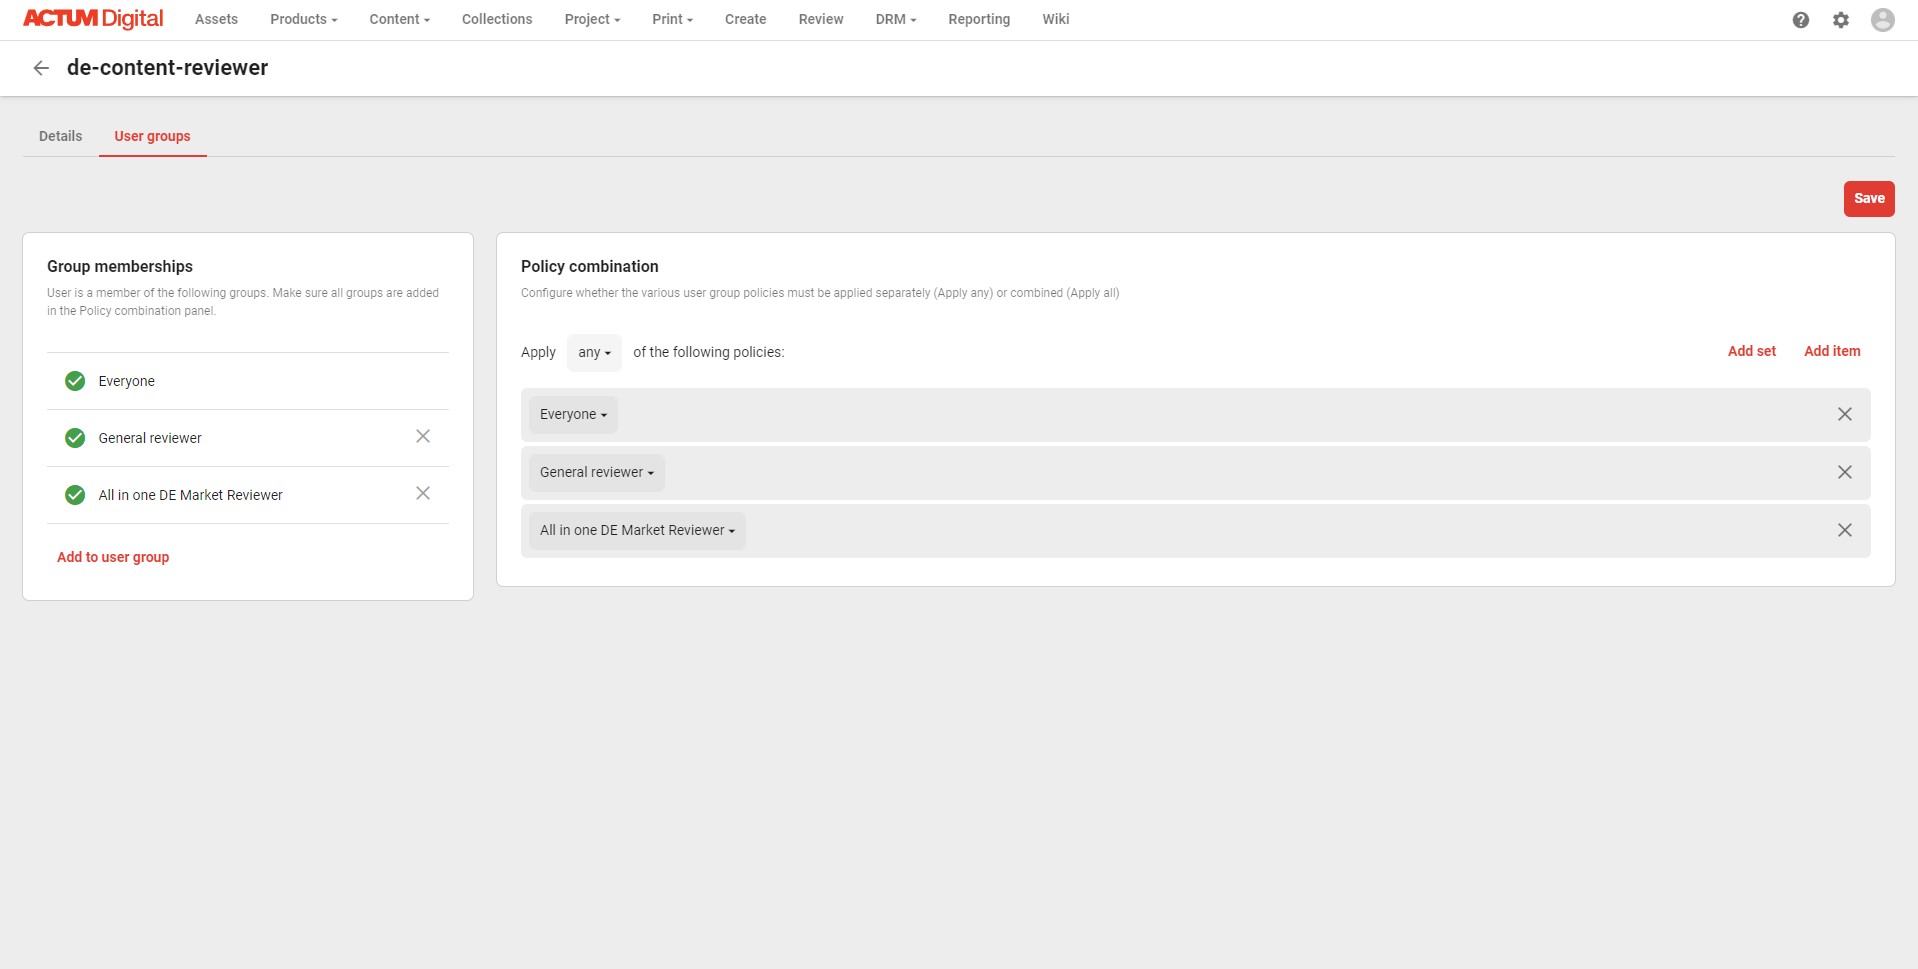 ACTUM Digital Assets Products Content Collections Project Print Create Review DRM Reporting Wiki
de-content-reviewer
Details User groups
Save
Group memberships
User is a member of the following groups. Make sure all groups are added
in the Policy combination panel.
Everyone
General reviewer
All in one DE Market Reviewer
Add to user group
Policy combination
Configure whether the various user group policies must be applied separately (Apply any) or combined (Apply all)
Apply any of the following policies: Add set Add item
Everyone
General reviewer
All in one DE Market Reviewer